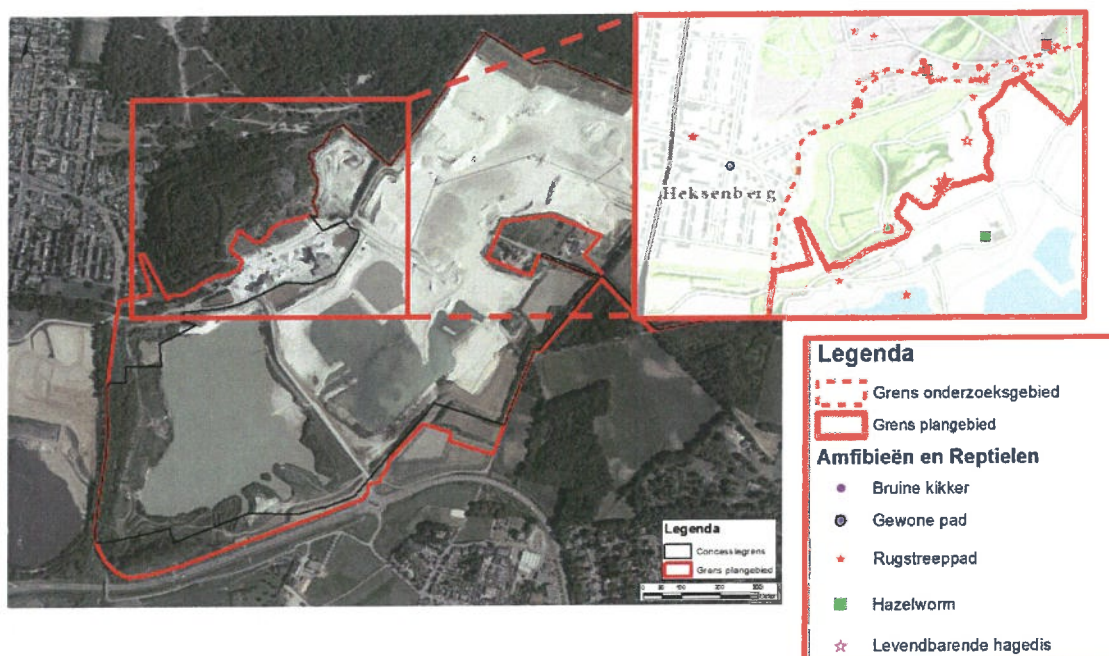 Heksenberg
Legenda
Grens onderzoeksgebied
Grens plangebied
Amfibieën en Reptielen
Bruine kikker
Gewone pad
Rugstreeppad
Hazelworm
Levendbarende hagedis
Legenda
Concessiegrens
Grens plangebied